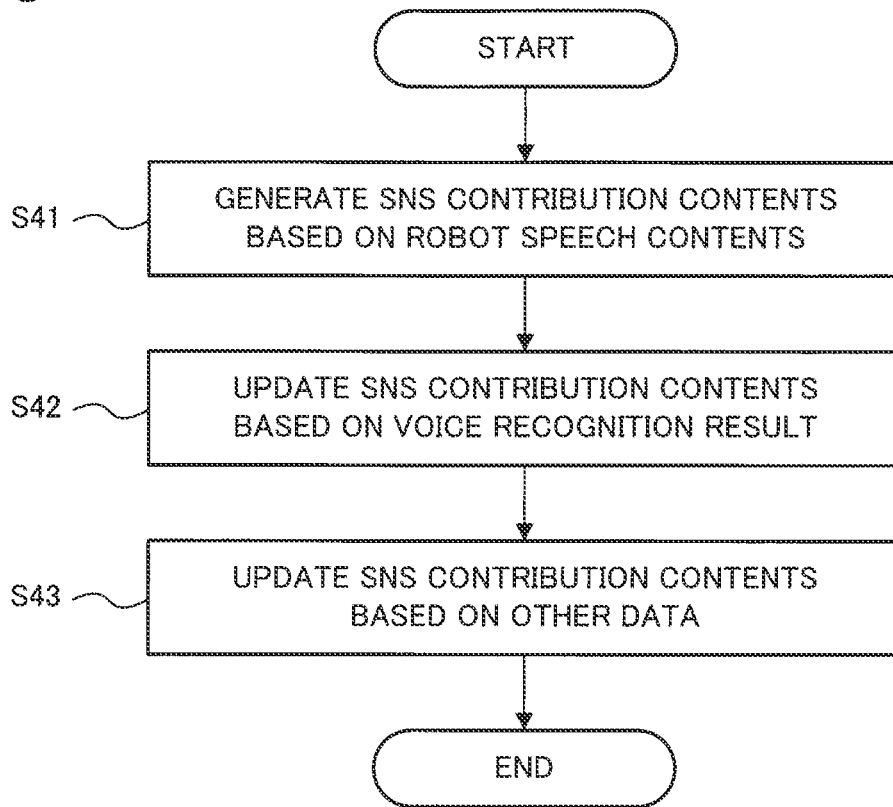 START
S41
GENERATE SNS CONTRIBUTION CONTENTS
BASED ON ROBOT SPEECH CONTENTS
S42
UPDATE SNS CONTRIBUTION CONTENTS
BASED ON VOICE RECOGNITION RESULT
S43
UPDATE SNS CONTRIBUTION CONTENTS
BASED ON OTHER DATA
END